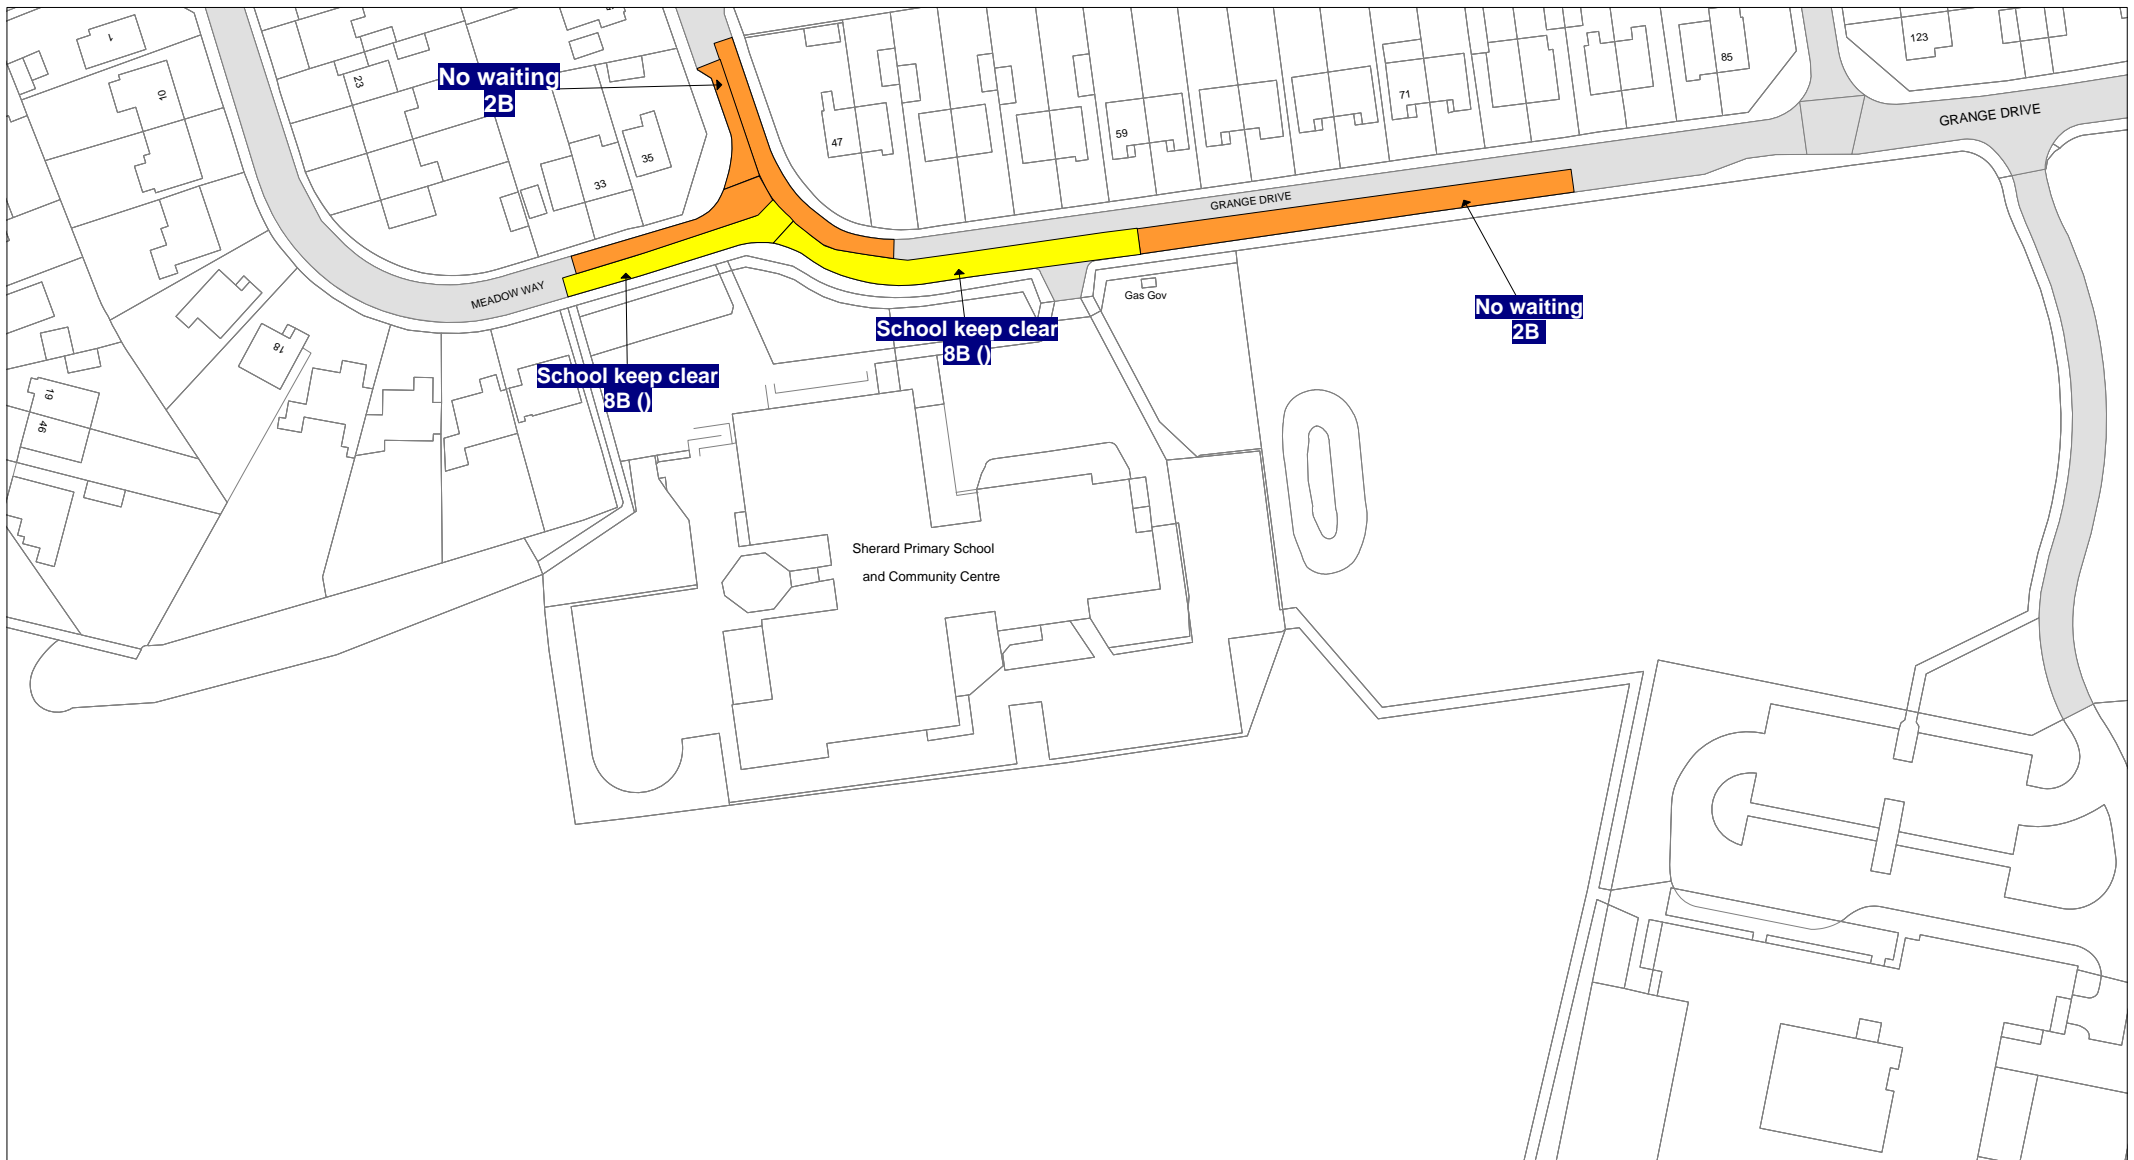 1
10
23
No waiting
2B
35
33
47
59
71
85
123
GRANGE DRIVE
GRANGE DRIVE
MEADOW WAY
Gas Gov
No waiting
2B
School keep clear
8B ()
School keep clear
8B ()
18
19
46
Sherard Primary School
and Community Centre